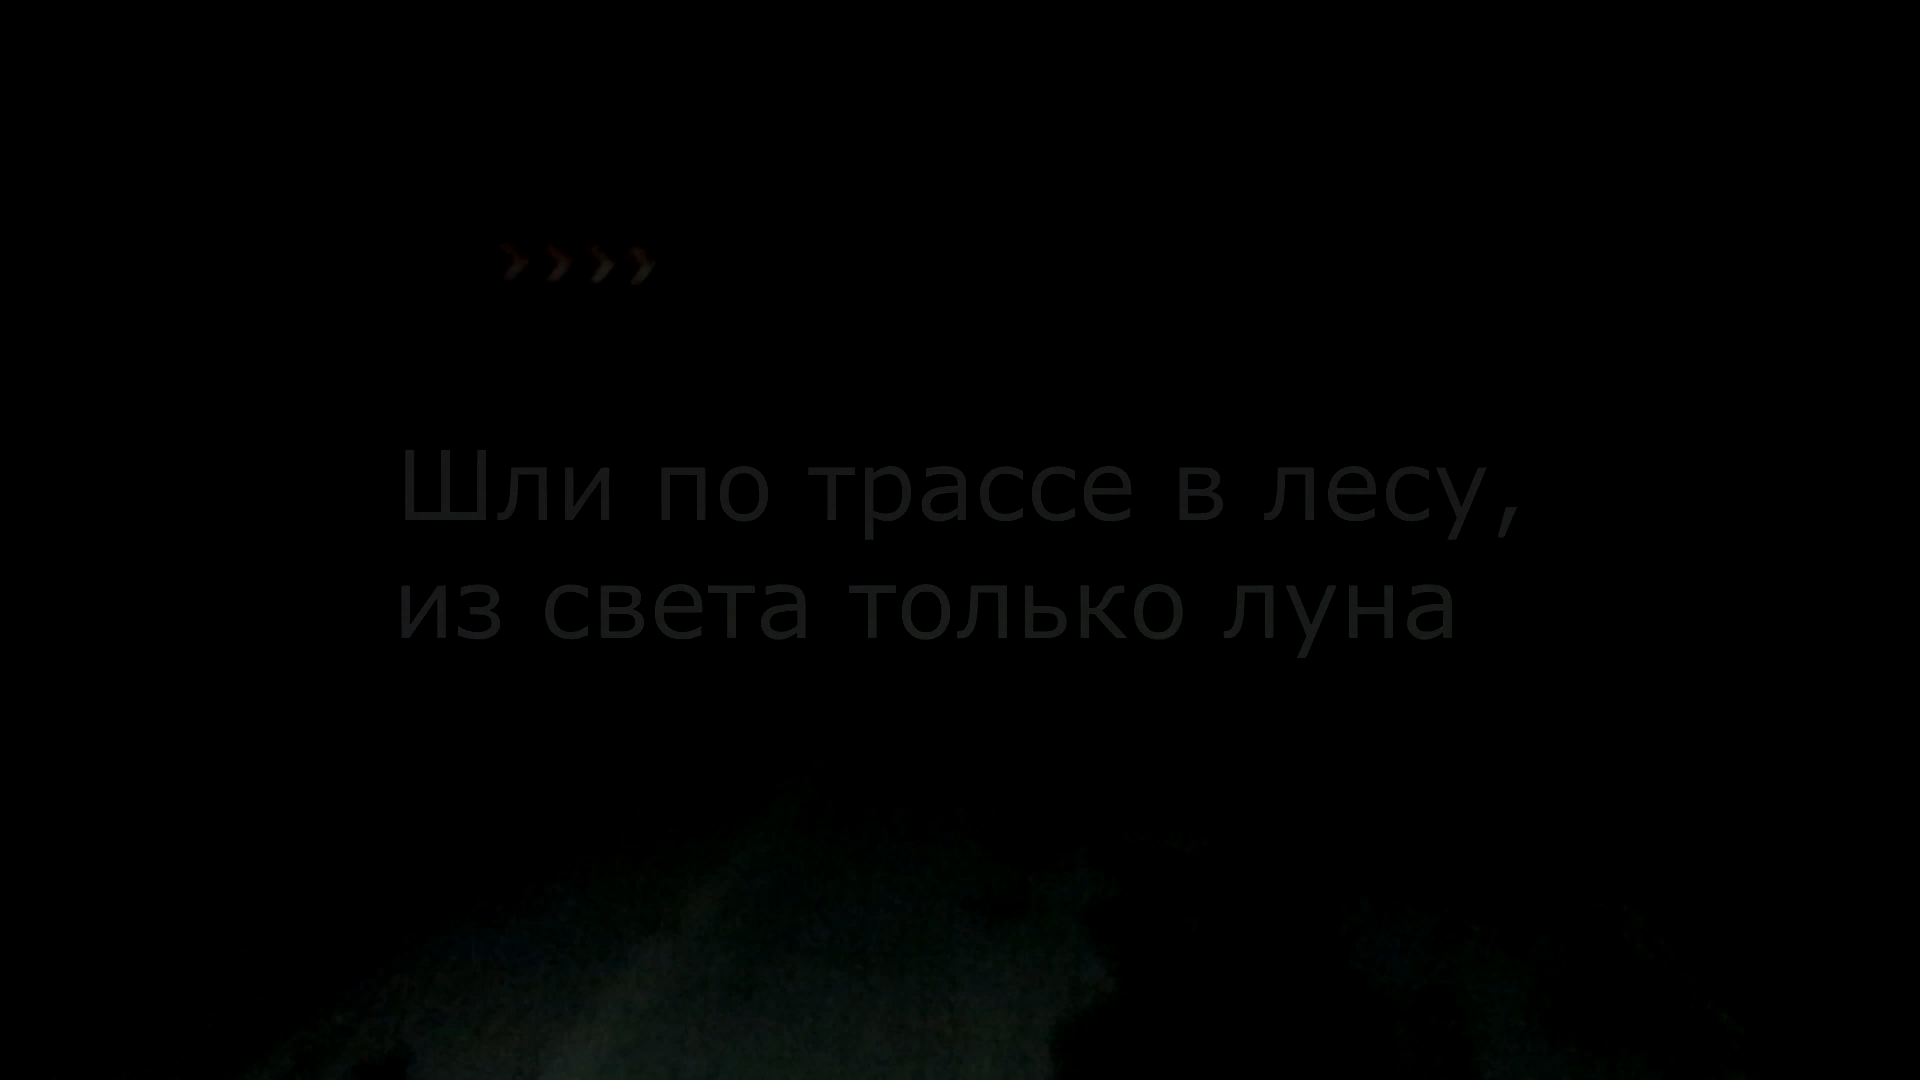 Шли по трассе в лесу,
из света только луна